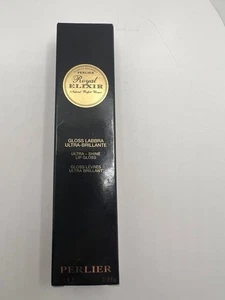 PERLIER
Royal
ELIXIR
GLOSS LABBRA
ULTRA-BRILLANTE
ULTRA - SHINE
LIP GLOSS
GLOSS LÈVRES
ULTRA BRILLANT
PERLIER